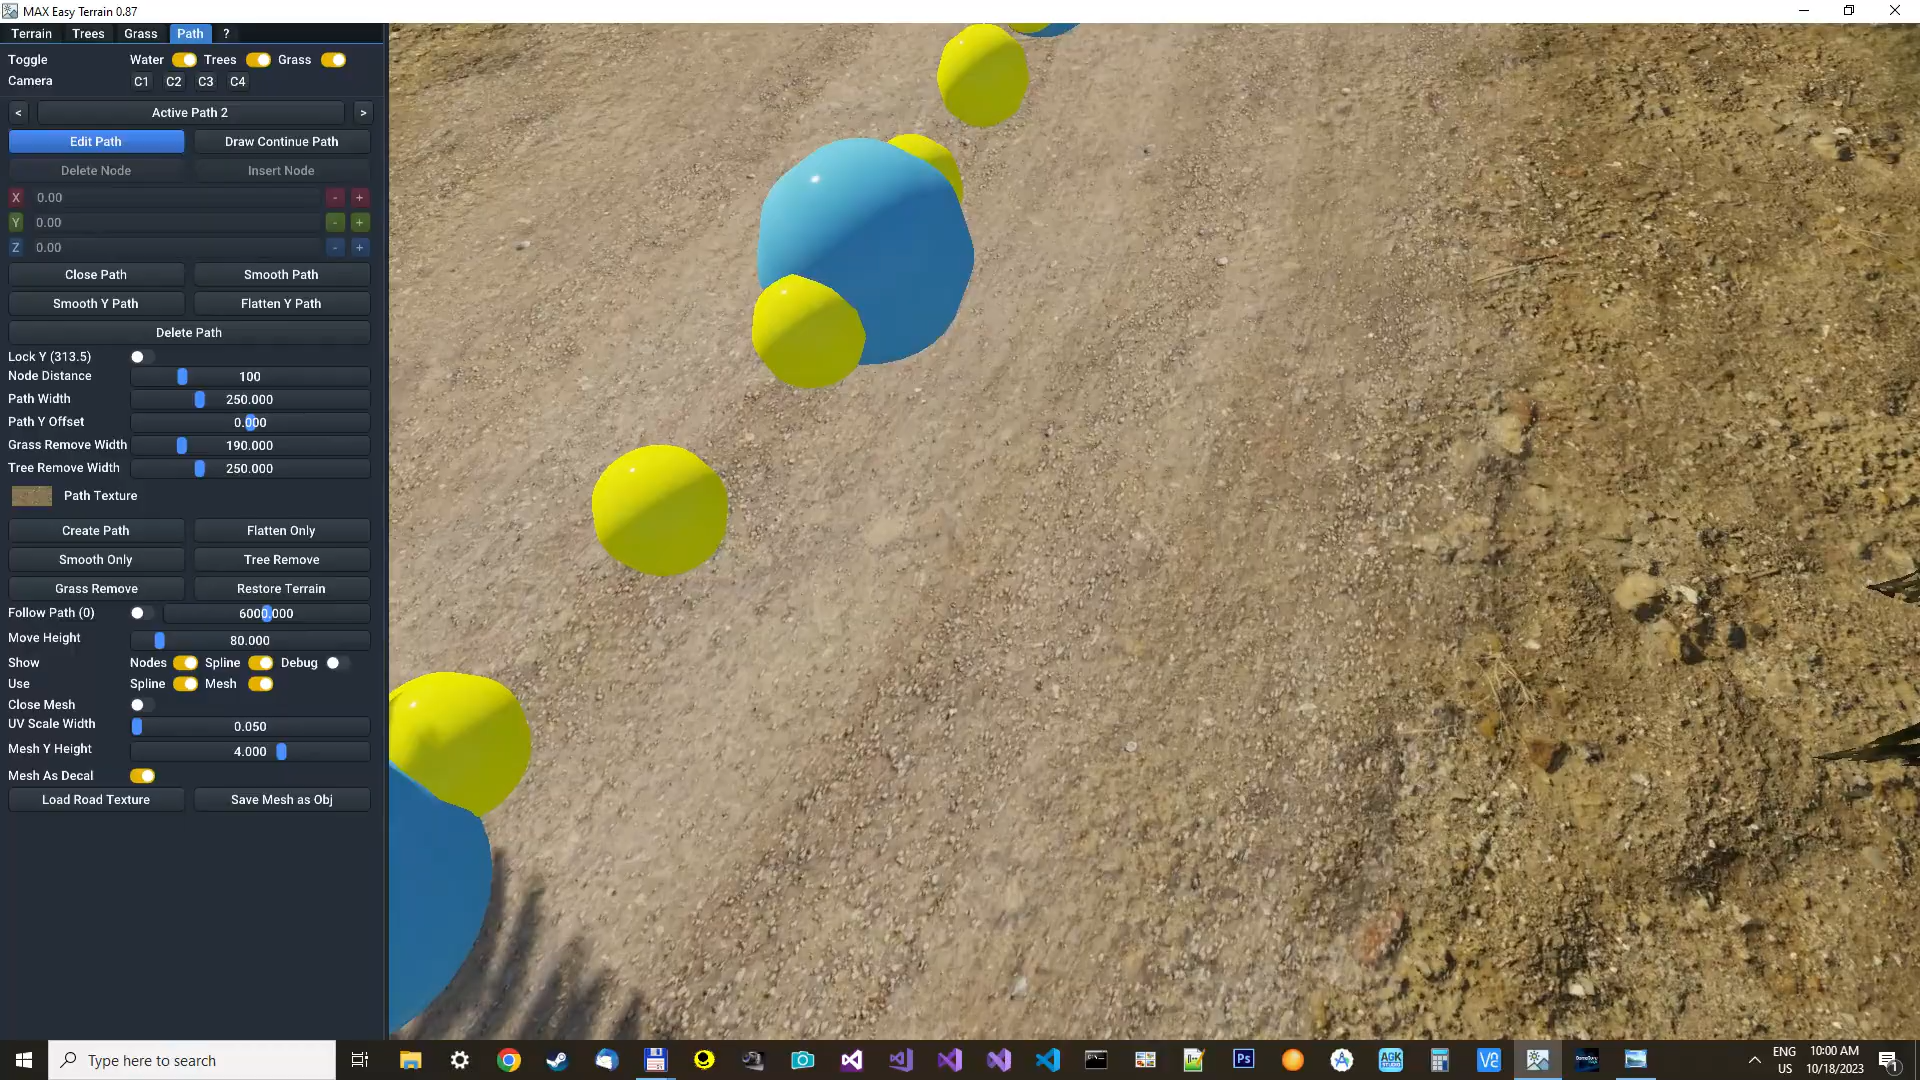 MAX Easy Terrain 0.87
Terrain Trees Grass Path ?
Toggle Water Trees Grass
Camera C1 C2 C3 C4
< Active Path 2 >
Edit Path Draw Continue Path
Delete Node Insert Node
X 0.00 - +
Y 0.00 - +
Z 0.00 - +
Close Path Smooth Path
Smooth Y Path Flatten Y Path
Delete Path
Lock Y (313.5)
Node Distance 100
Path Width 250.000
Path Y Offset 0.000
Grass Remove Width 190.000
Tree Remove Width 250.000
Path Texture
Create Path Flatten Only
Smooth Only Tree Remove
Grass Remove Restore Terrain
Follow Path (0) 6000.000
Move Height 80.000
Show Nodes Spline Debug
Use Spline Mesh
Close Mesh
UV Scale Width 0.050
Mesh Y Height 4.000
Mesh As Decal
Load Road Texture Save Mesh as Obj
Type here to search
Ps
AGK
ENG
US
10:00 AM
10/18/2023
1